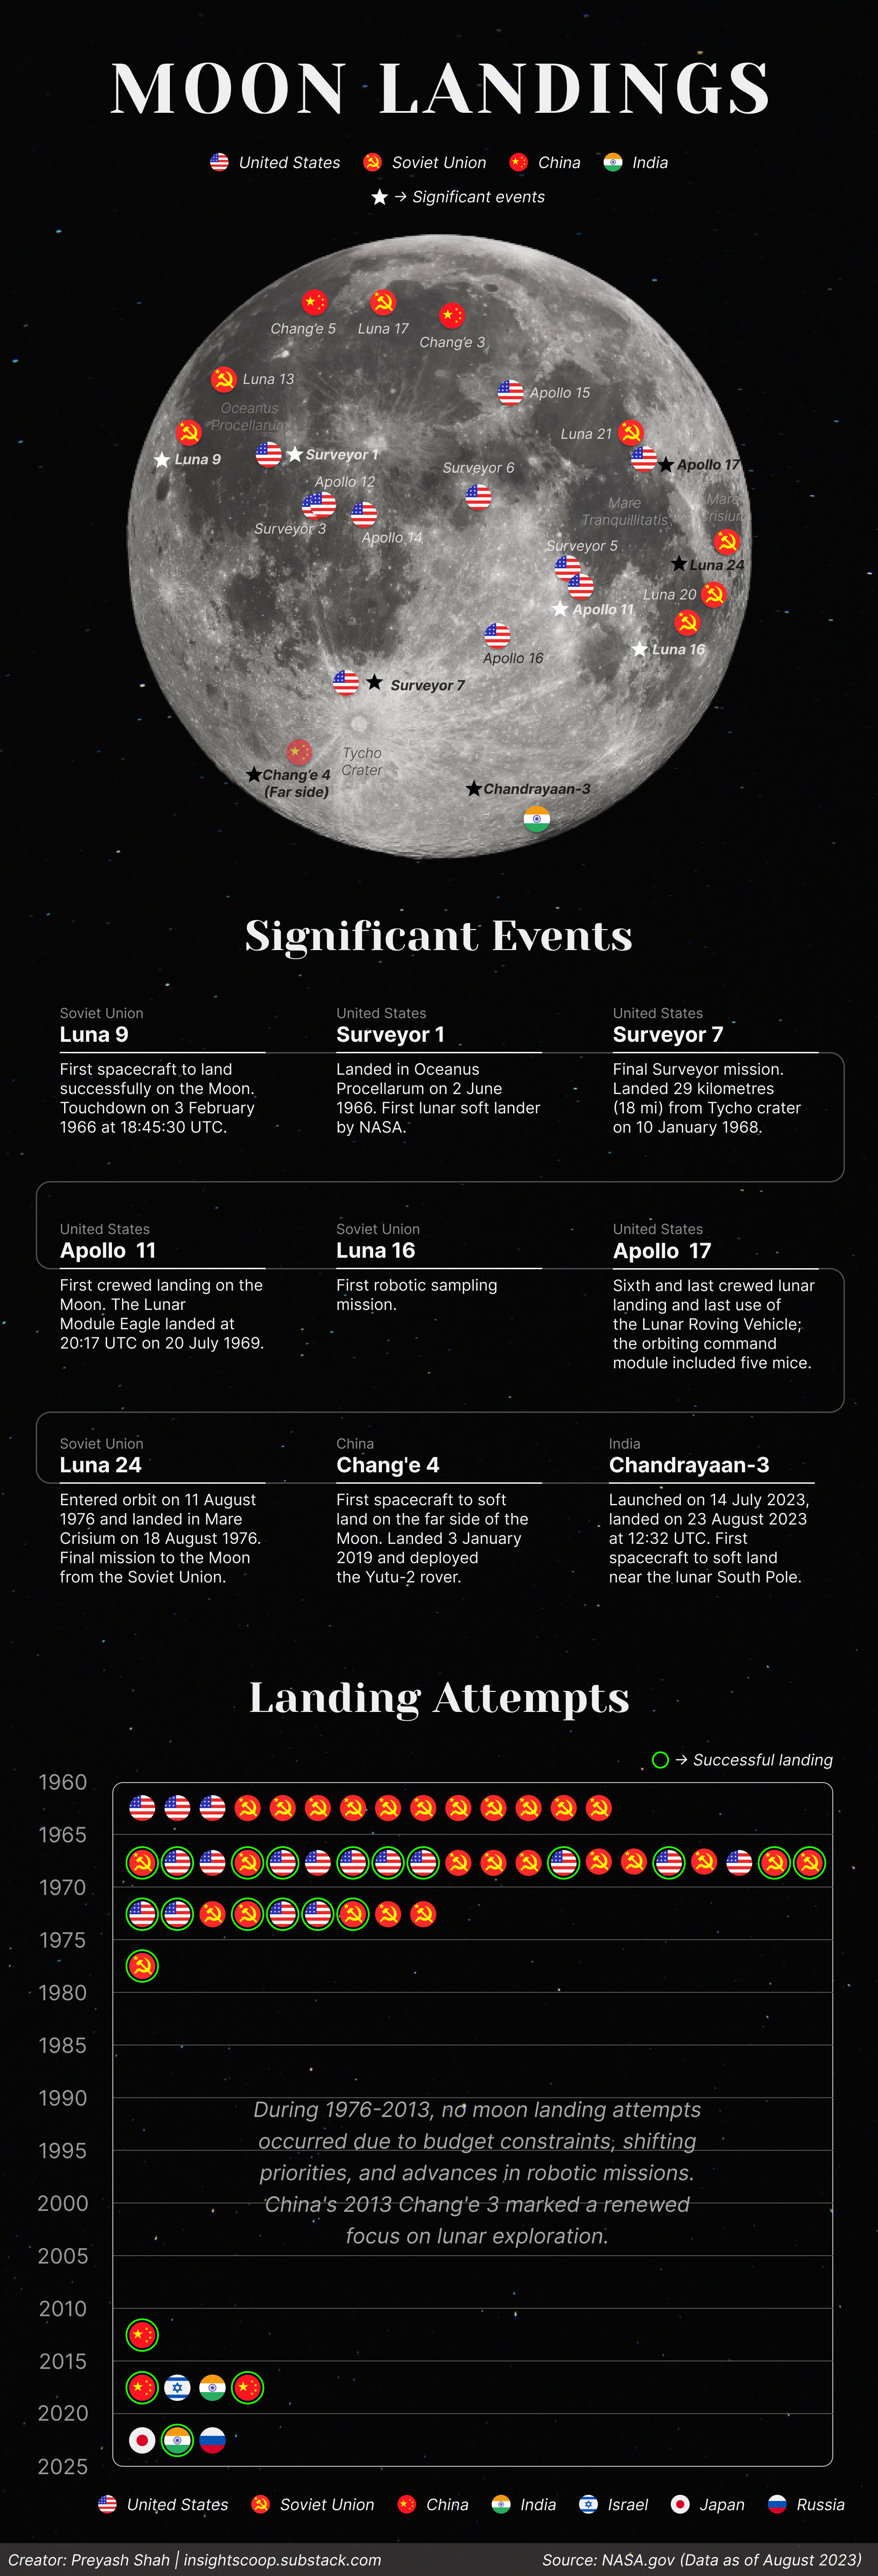 MOON LANDINGS
United States
Soviet Union
China
India
→ Significant events
Chang'e 5
Luna 17
Chang'e 3
Luna 13
Apollo 15
Oceanus
Procellarum
Luna 21
Luna 9
Surveyor 1
Apollo 17
Surveyor 6
Apollo 12
Mare
Tranquillitatis
Mare
Crisium
Surveyor 3
Apollo 14
Surveyor 5
Luna 24
Luna 20
Apollo 11
Luna 16
Apollo 16
Surveyor 7
Tycho
Crater
Chang'e 4
(Far side)
Chandrayaan-3
Significant Events
Soviet Union
Luna 9
First spacecraft to land
successfully on the Moon.
Touchdown on 3 February
1966 at 18:45:30 UTC.
United States
Surveyor 1
Landed in Oceanus
Procellarum on 2 June
1966. First lunar soft lander
by NASA.
United States
Surveyor 7
Final Surveyor mission.
Landed 29 kilometres
(18 mi) from Tycho crater
on 10 January 1968.
United States
Apollo 11
First crewed landing on the
Moon. The Lunar
Module Eagle landed at
20:17 UTC on 20 July 1969.
Soviet Union
Luna 16
First robotic sampling
mission.
United States
Apollo 17
Sixth and last crewed lunar
landing and last use of
the Lunar Roving Vehicle;
the orbiting command
module included five mice.
Soviet Union
Luna 24
Entered orbit on 11 August
1976 and landed in Mare
Crisium on 18 August 1976.
Final mission to the Moon
from the Soviet Union.
China
Chang'e 4
First spacecraft to soft
land on the far side of the
Moon. Landed 3 January
2019 and deployed
the Yutu-2 rover.
India
Chandrayaan-3
Launched on 14 July 2023,
landed on 23 August 2023
at 12:32 UTC. First
spacecraft to soft land
near the lunar South Pole.
Landing Attempts
→ Successful landing
1960
1965
1970
1975
1980
1985
1990
1995
2000
2005
2010
2015
2020
2025
During 1976-2013, no moon landing attempts
occurred due to budget constraints, shifting
priorities, and advances in robotic missions.
China's 2013 Chang'e 3 marked a renewed
focus on lunar exploration.
United States
Soviet Union
China
India
Israel
Japan
Russia
Creator: Preyash Shah | insightscoop.substack.com
Source: NASA.gov (Data as of August 2023)